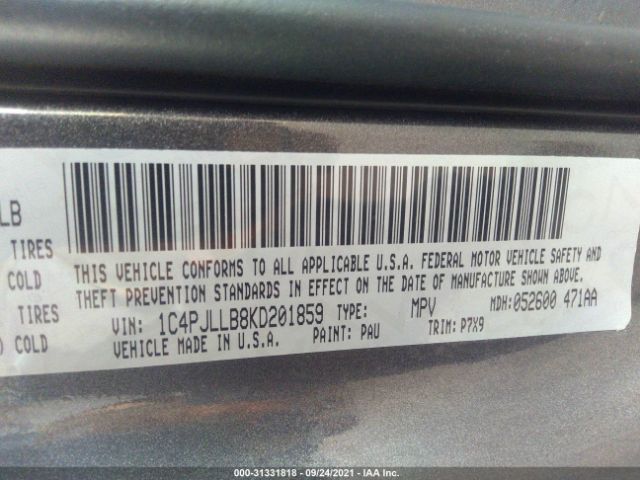 LB
TIRES
COLD
TIRES
COLD
THIS VEHICLE CONFORMS TO ALL APPLICABLE U.S.A. FEDERAL MOTOR VEHICLE SAFETY AND
THEFT PREVENTION STANDARDS IN EFFECT ON THE DATE OF MANUFACTURE SHOWN ABOVE.
VIN: 1C4PJLLB8KD201859 TYPE: MPV MDH:052600 471AA
VEHICLE MADE IN U.S.A. PAINT: PAU TRIM: P7X9
000-31331818 - 09/24/2021 - IAA Inc.